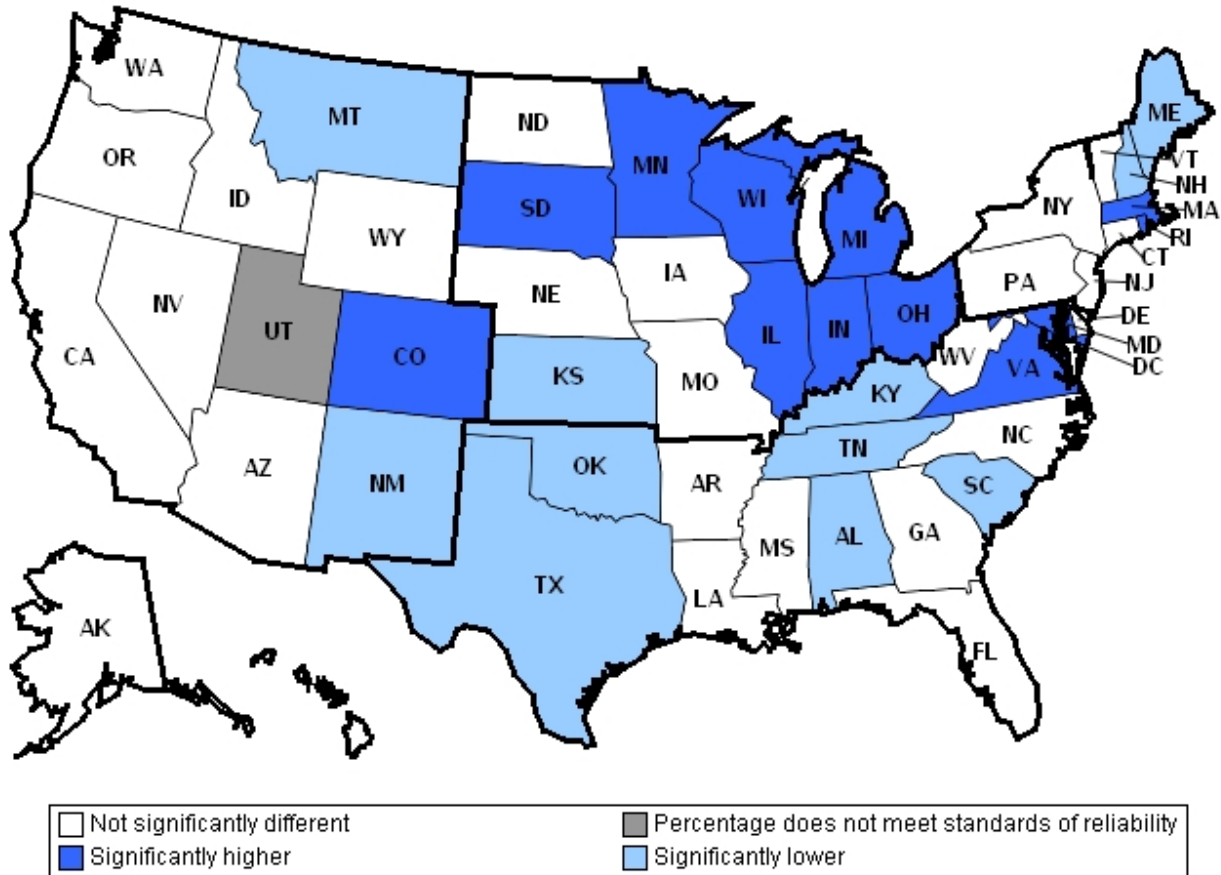 WA
MT
ND
MN
ME
OR
ID
SD
WI
VT
NH
MA
RI
CT
NY
WY
MI
IA
PA
NJ
NV
NE
DE
UT
IL
IN
OH
MD
DC
CA
CO
KS
MO
WV
VA
KY
NC
TN
AZ
NM
OK
AR
SC
MS
AL
GA
TX
LA
AK
FL
Not significantly different
Percentage does not meet standards of reliability
Significantly higher
Significantly lower